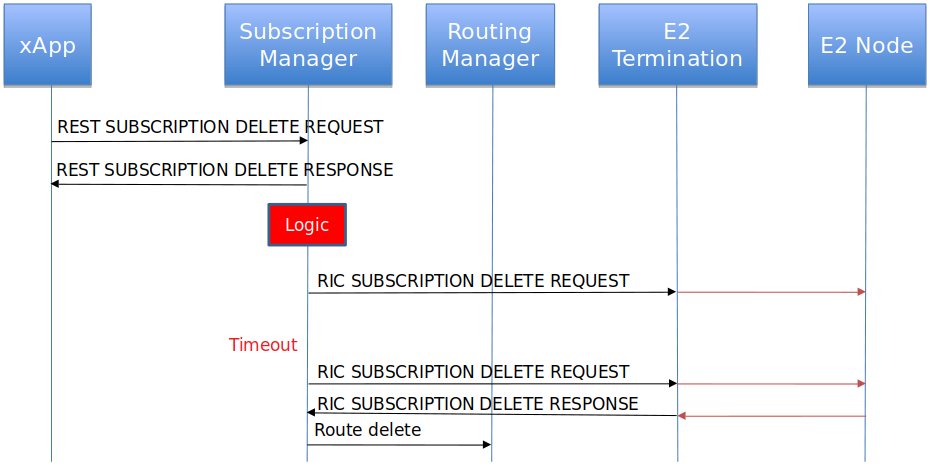 xApp
Subscription
Manager
Routing
Manager
E2
Termination
E2 Node
REST SUBSCRIPTION DELETE REQUEST
REST SUBSCRIPTION DELETE RESPONSE
Logic
RIC SUBSCRIPTION DELETE REQUEST
Timeout
RIC SUBSCRIPTION DELETE REQUEST
RIC SUBSCRIPTION DELETE RESPONSE
Route delete